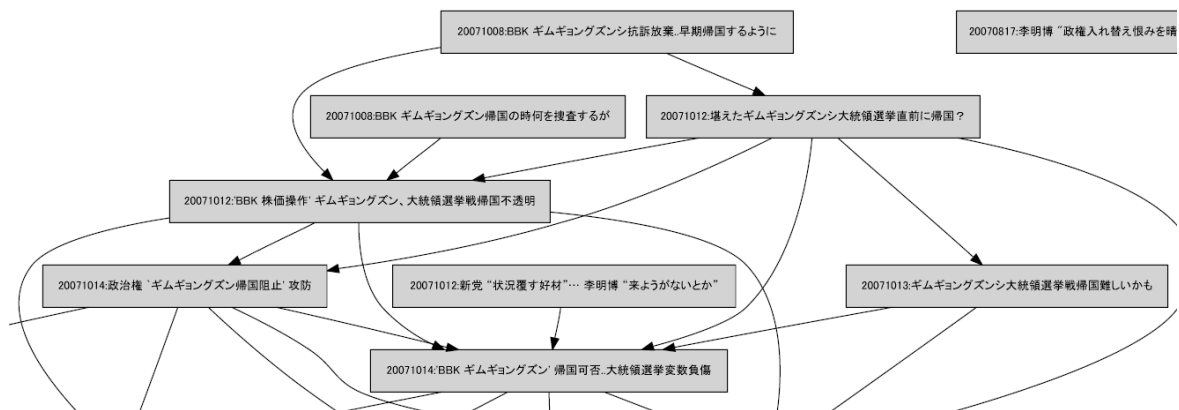 20071008:BBK ギムギョングズンシ抗訴放棄..早期帰国するように
20070817:李明博 “政権入れ替え恨みを晴
20071008:BBK ギムギョングズン帰国の時何を捜査するが
20071012:堪えたギムギョングズンシ大統領選挙直前に帰国？
20071012:'BBK 株価操作' ギムギョングズン、大統領選挙戦帰国不透明
20071014:政治権 `ギムギョングズン帰国阻止' 攻防
20071012:新党 “状況覆す好材”… 李明博 “来ようがないとか”
20071013:ギムギョングズンシ大統領選挙戦帰国難しいかも
20071014:'BBK ギムギョングズン' 帰国可否..大統領選挙変数負傷